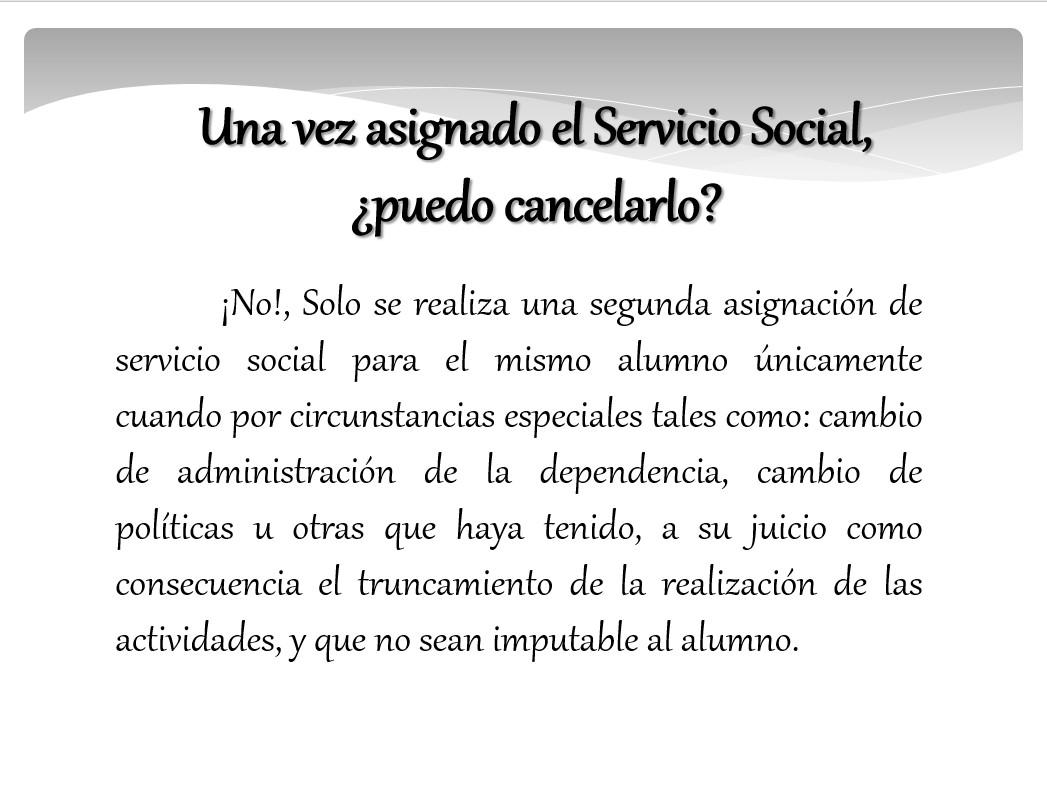 Una vez asignado el Servicio Social,
¿puedo cancelarlo?
¡No!, Solo se realiza una segunda asignación de
servicio social para el mismo alumno únicamente
cuando por circunstancias especiales tales como: cambio
de administración de la dependencia, cambio de
políticas u otras que haya tenido, a su juicio como
consecuencia el truncamiento de la realización de las
actividades, y que no sean imputable al alumno.